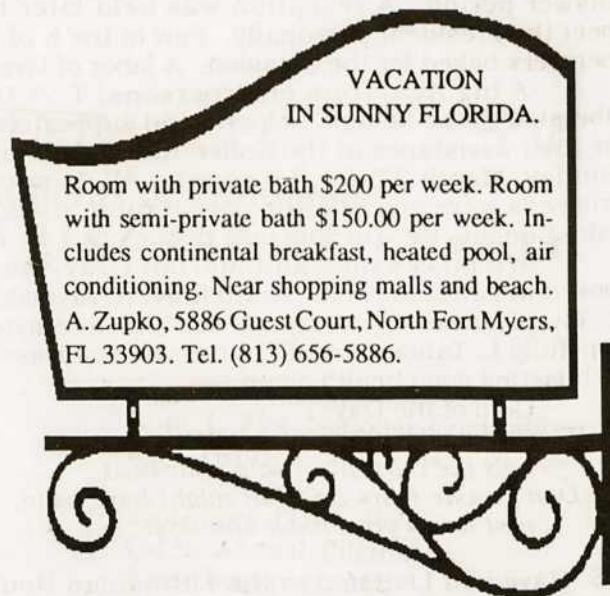 VACATION
IN SUNNY FLORIDA.
Room with private bath $200 per week. Room
with semi-private bath $150.00 per week. In-
cludes continental breakfast, heated pool, air
conditioning. Near shopping malls and beach.
A. Zupko, 5886 Guest Court, North Fort Myers,
FL 33903. Tel. (813) 656-5886.